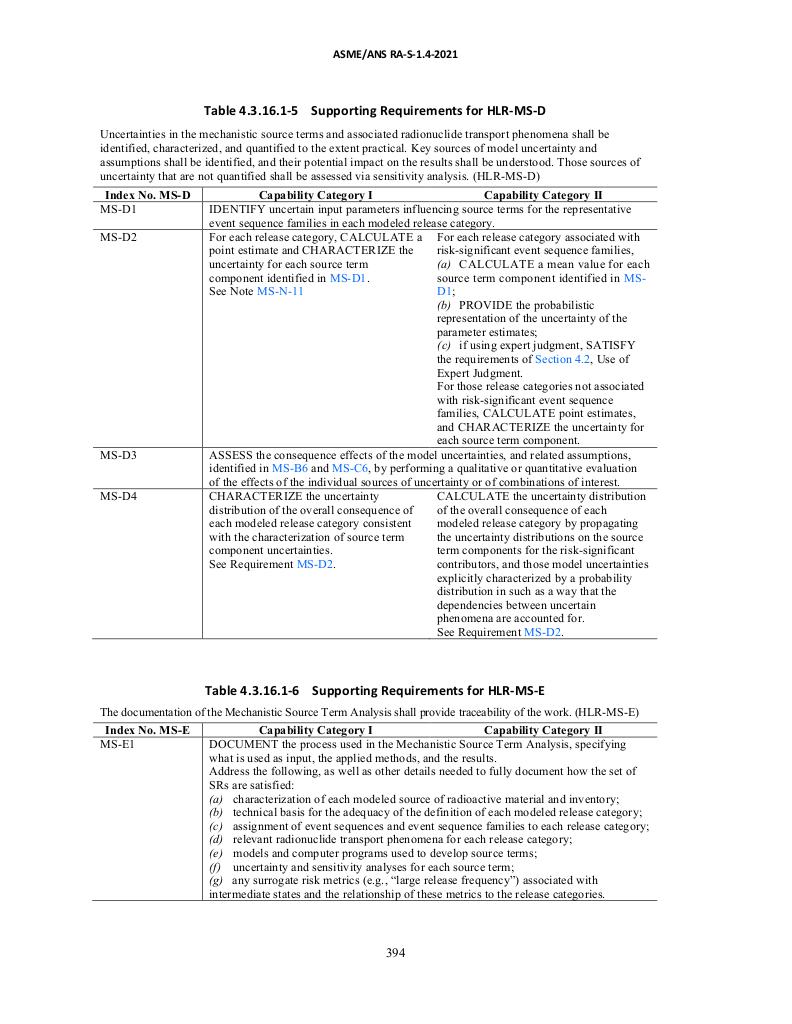 ASME/ANS RA-S-1.4-2021
Table 4.3.16.1-5 Supporting Requirements for HLR-MS-D
Uncertainties in the mechanistic source terms and associated radionuclide transport phenomena shall be
identified, characterized, and quantified to the extent practical. Key sources of model uncertainty and
assumptions shall be identified, and their potential impact on the results shall be understood. Those sources of
uncertainty that are not quantified shall be assessed via sensitivity analysis. (HLR-MS-D)
Index No. MS-D Capability Category I Capability Category II
MS-D1 IDENTIFY uncertain input parameters influencing source terms for the representative
event sequence families in each modeled release category.
MS-D2 For each release category, CALCULATE a
point estimate and CHARACTERIZE the
uncertainty for each source term
component identified in MS-D1.
See Note MS-N-11
For each release category associated with
risk-significant event sequence families,
(a) CALCULATE a mean value for each
source term component identified in MS-
D1;
(b) PROVIDE the probabilistic
representation of the uncertainty of the
parameter estimates;
(c) if using expert judgment, SATISFY
the requirements of Section 4.2, Use of
Expert Judgment.
For those release categories not associated
with risk-significant event sequence
families, CALCULATE point estimates,
and CHARACTERIZE the uncertainty for
each source term component.
MS-D3 ASSESS the consequence effects of the model uncertainties, and related assumptions,
identified in MS-B6 and MS-C6, by performing a qualitative or quantitative evaluation
of the effects of the individual sources of uncertainty or of combinations of interest.
MS-D4 CHARACTERIZE the uncertainty
distribution of the overall consequence of
each modeled release category consistent
with the characterization of source term
component uncertainties.
See Requirement MS-D2.
CALCULATE the uncertainty distribution
of the overall consequence of each
modeled release category by propagating
the uncertainty distributions on the source
term components for the risk-significant
contributors, and those model uncertainties
explicitly characterized by a probability
distribution in such as a way that the
dependencies between uncertain
phenomena are accounted for.
See Requirement MS-D2.
Table 4.3.16.1-6 Supporting Requirements for HLR-MS-E
The documentation of the Mechanistic Source Term Analysis shall provide traceability of the work. (HLR-MS-E)
Index No. MS-E Capability Category I Capability Category II
MS-E1 DOCUMENT the process used in the Mechanistic Source Term Analysis, specifying
what is used as input, the applied methods, and the results.
Address the following, as well as other details needed to fully document how the set of
SRs are satisfied:
(a) characterization of each modeled source of radioactive material and inventory;
(b) technical basis for the adequacy of the definition of each modeled release category;
(c) assignment of event sequences and event sequence families to each release category;
(d) relevant radionuclide transport phenomena for each release category;
(e) models and computer programs used to develop source terms;
(f) uncertainty and sensitivity analyses for each source term;
(g) any surrogate risk metrics (e.g., “large release frequency”) associated with
intermediate states and the relationship of these metrics to the release categories.
394